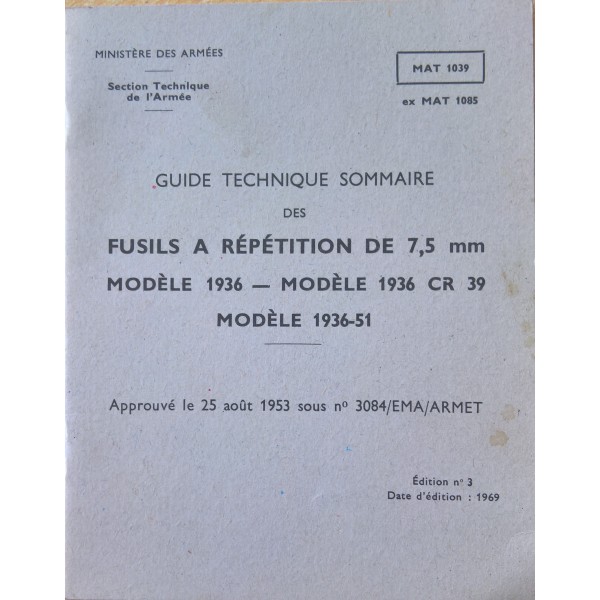 MINISTÈRE DES ARMÉES
Section Technique
de l'Armée
MAT 1039
ex MAT 1085
GUIDE TECHNIQUE SOMMAIRE
DES
FUSILS A RÉPÉTITION DE 7,5 mm
MODÈLE 1936 — MODÈLE 1936 CR 39
MODÈLE 1936-51
Approuvé le 25 août 1953 sous nº 3084/EMA/ARMET
Édition nº 3
Date d'édition : 1969